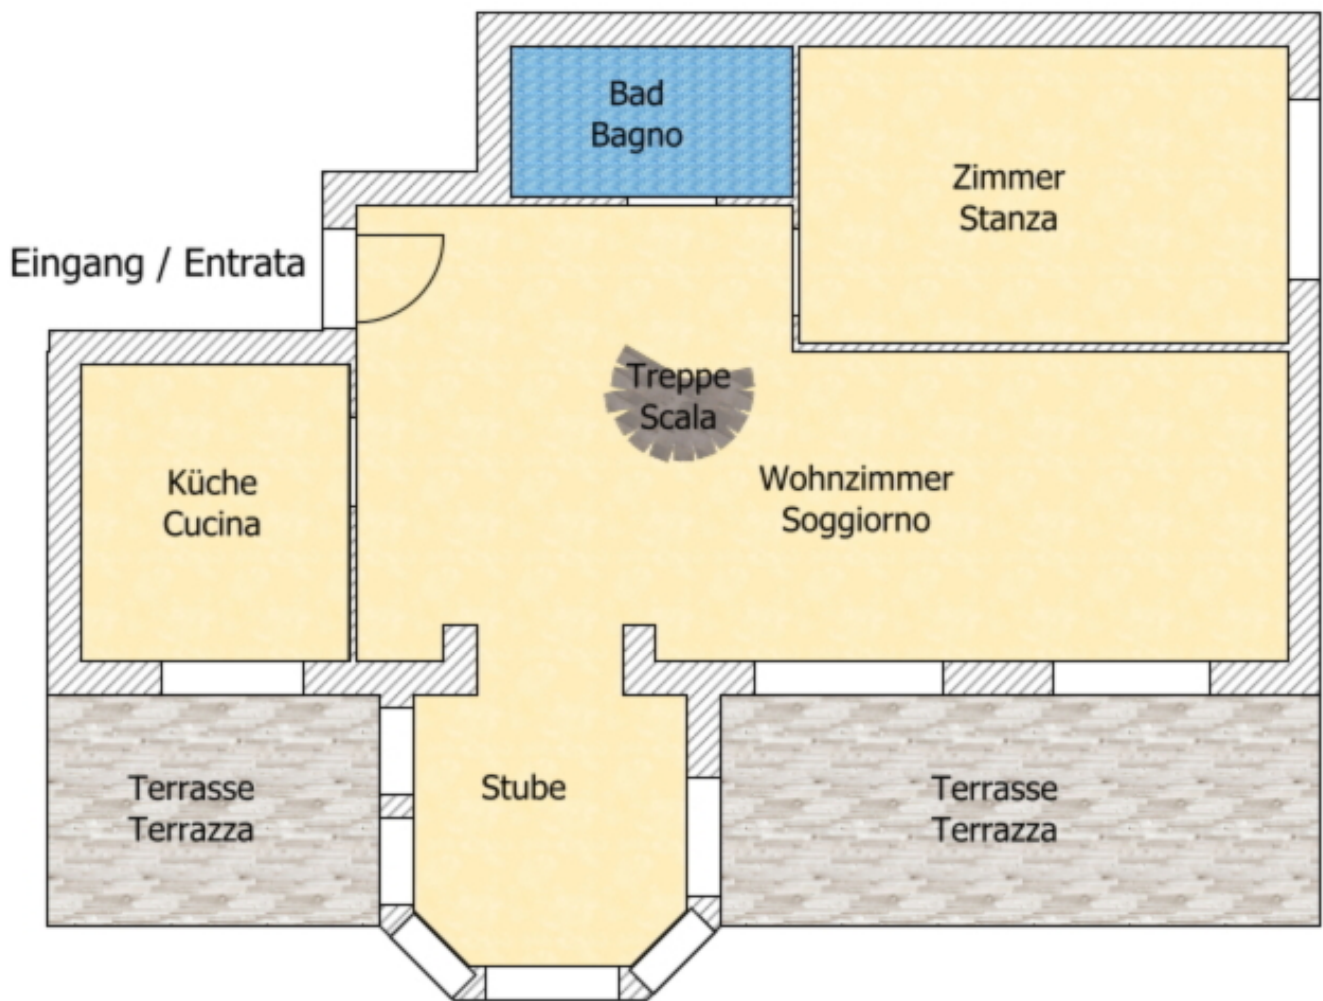 Bad
Bagno
Zimmer
Stanza
Eingang / Entrata
Treppe
Scala
Küche
Cucina
Wohnzimmer
Soggiorno
Terrasse
Terrazza
Stube
Terrasse
Terrazza